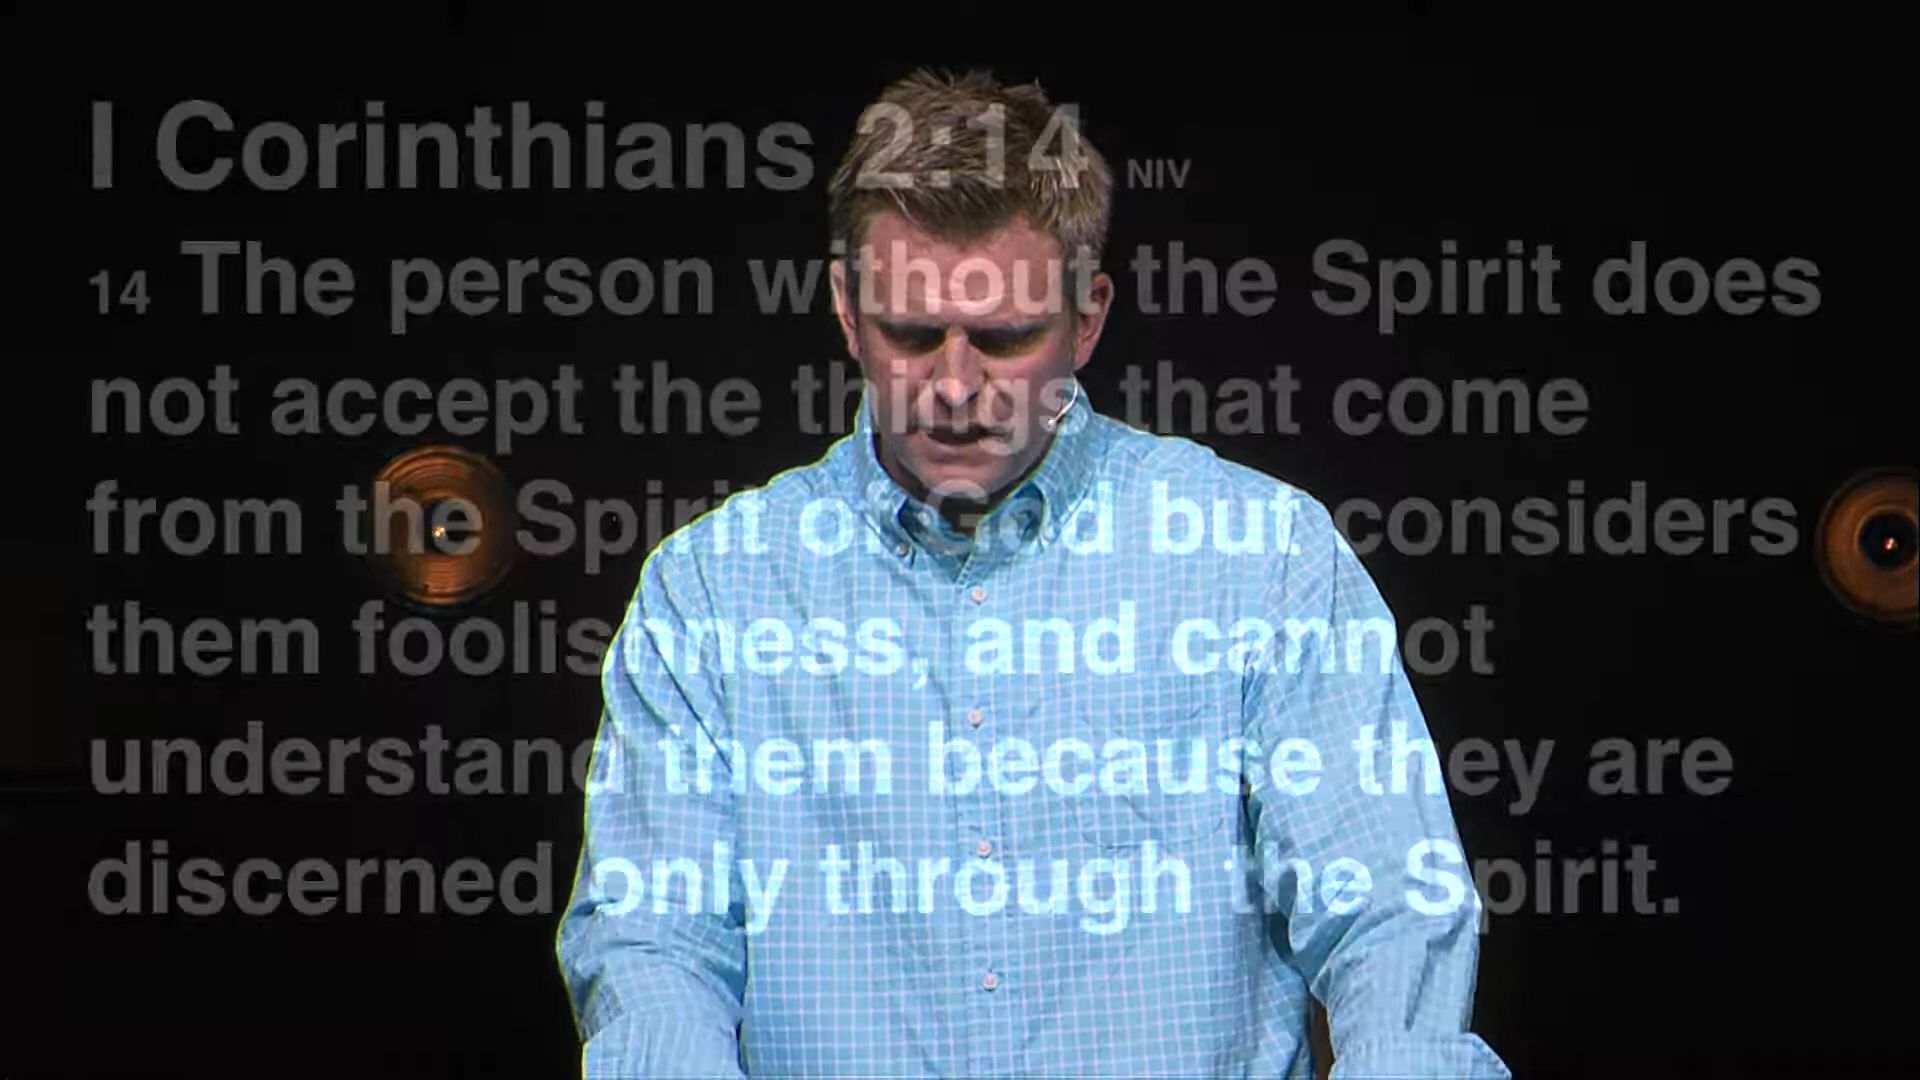 I Corinthians 2:14 NIV
14 The person without the Spirit does
not accept the things that come
from the Spirit of God but considers
them foolishness, and cannot
understand them because they are
discerned only through the Spirit.